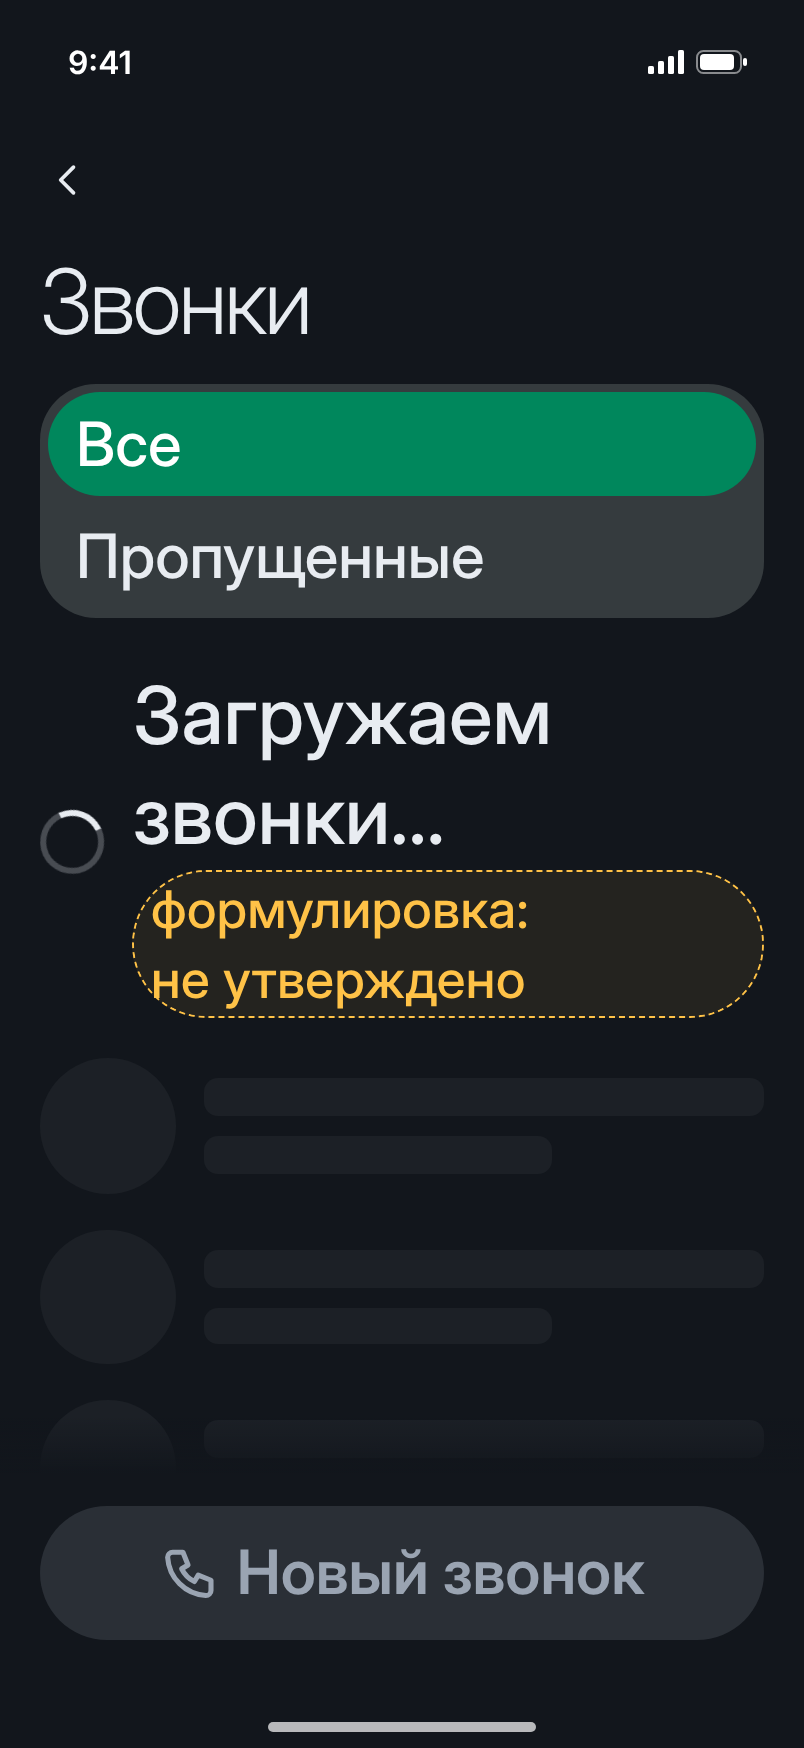 9:41
Звонки
Все
Пропущенные
Загружаем
звонки...
формулировка:
не утверждено
Новый звонок